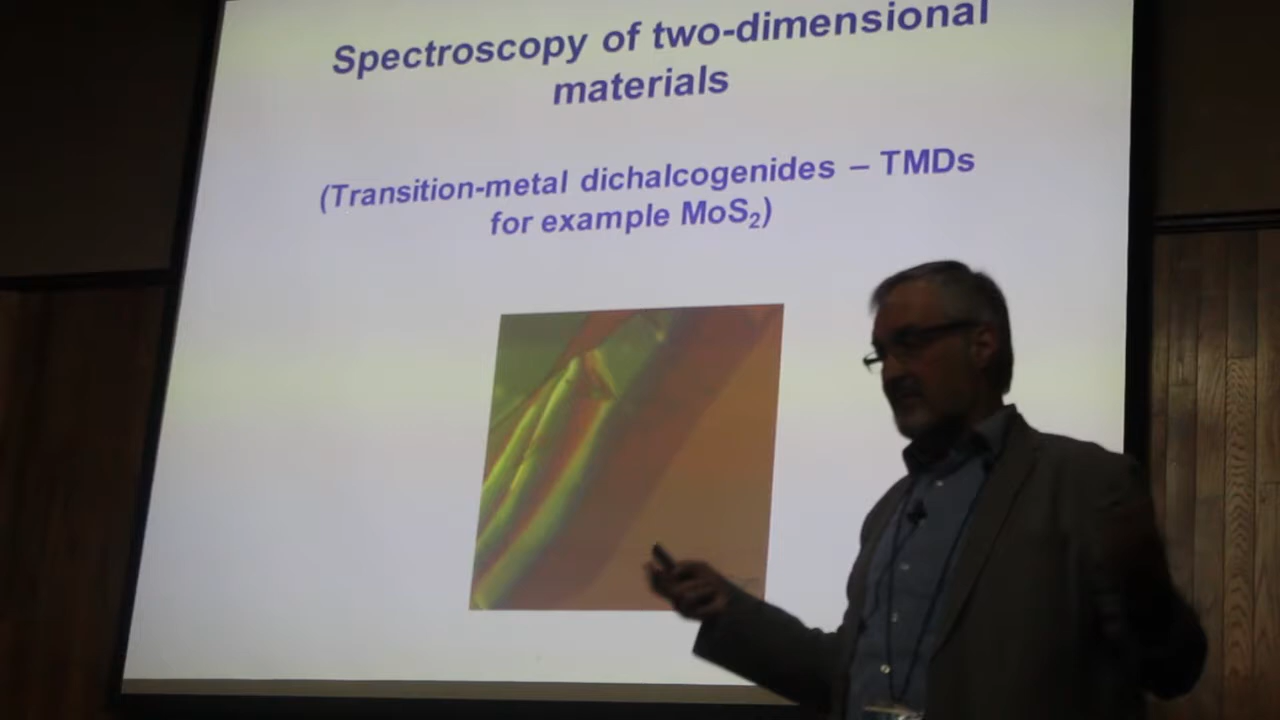 Spectroscopy of two-dimensional
materials
(Transition-metal dichalcogenides – TMDs
for example MoS₂)